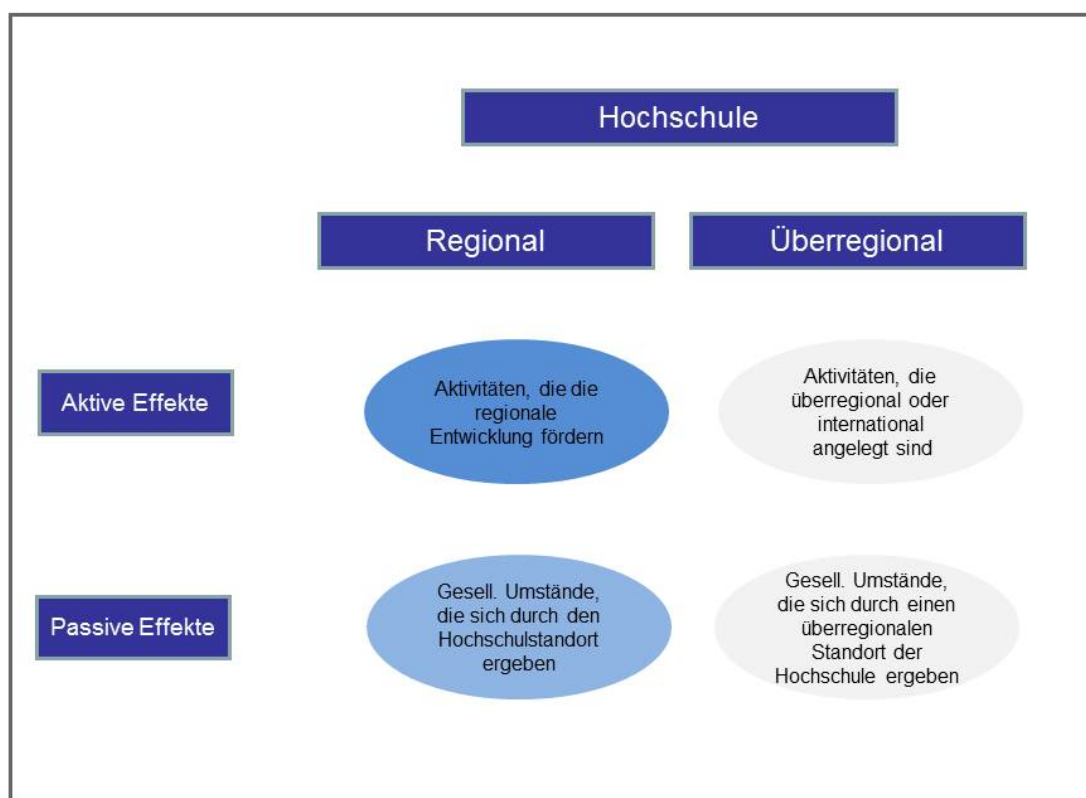 Hochschule
Regional
Überregional
Aktive Effekte
Aktivitäten, die die
regionale
Entwicklung fördern
Aktivitäten, die
überregional oder
international
angelegt sind
Passive Effekte
Gesell. Umstände,
die sich durch den
Hochschulstandort
ergeben
Gesell. Umstände,
die sich durch einen
überregionalen
Standort der
Hochschule ergeben